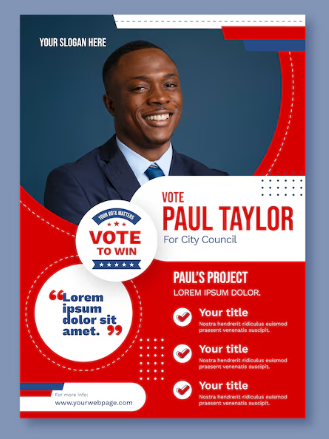 YOUR SLOGAN HERE
VOTE
PAUL TAYLOR
For City Council
YOUR VOTE MATTERS
VOTE
TO WIN
PAUL'S PROJECT
LOREM IPSUM DOLOR.
“Lorem
ipsum
dolor sit
amet.”
Your title
Nostra hendrerit ridiculus euismod
praesent venenatis suscipit.
Your title
Nostra hendrerit ridiculus euismod
praesent venenatis suscipit.
Your title
Nostra hendrerit ridiculus euismod
praesent venenatis suscipit.
For more info:
www.yourwebpage.com